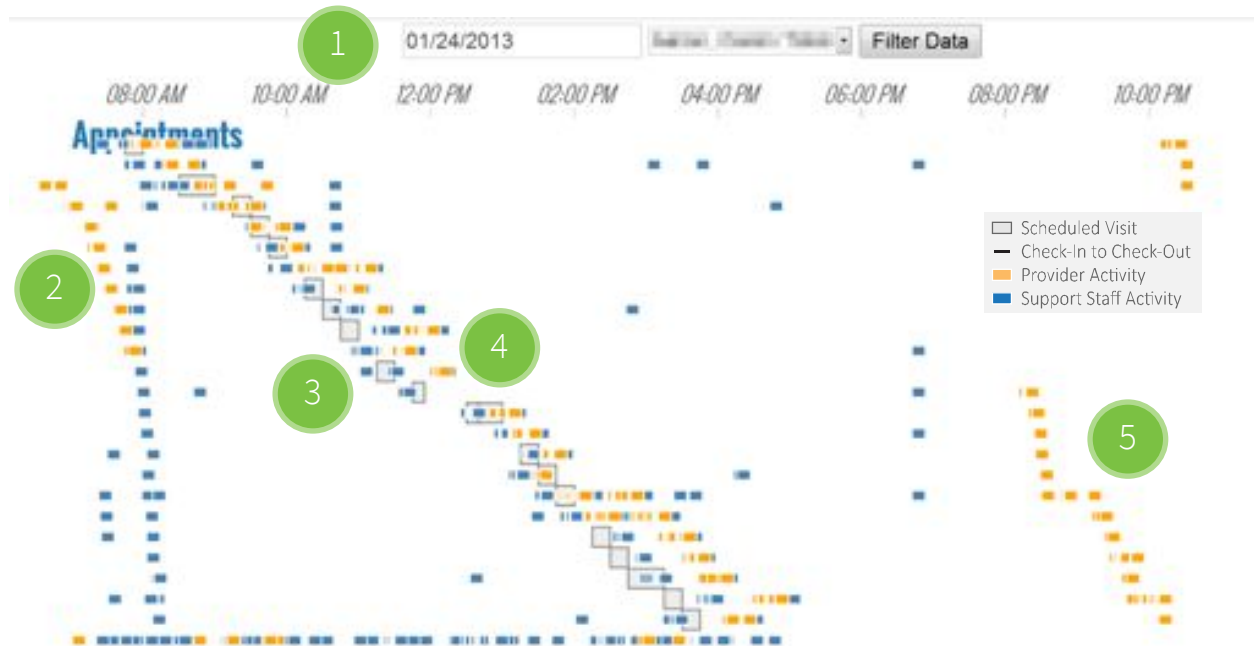 1
01/24/2013
Filter Data
08:00 AM 10:00 AM 12:00 PM 02:00 PM 04:00 PM 06:00 PM 08:00 PM 10:00 PM
Appointments
Scheduled Visit
Check-In to Check-Out
Provider Activity
Support Staff Activity
2
4
3
5